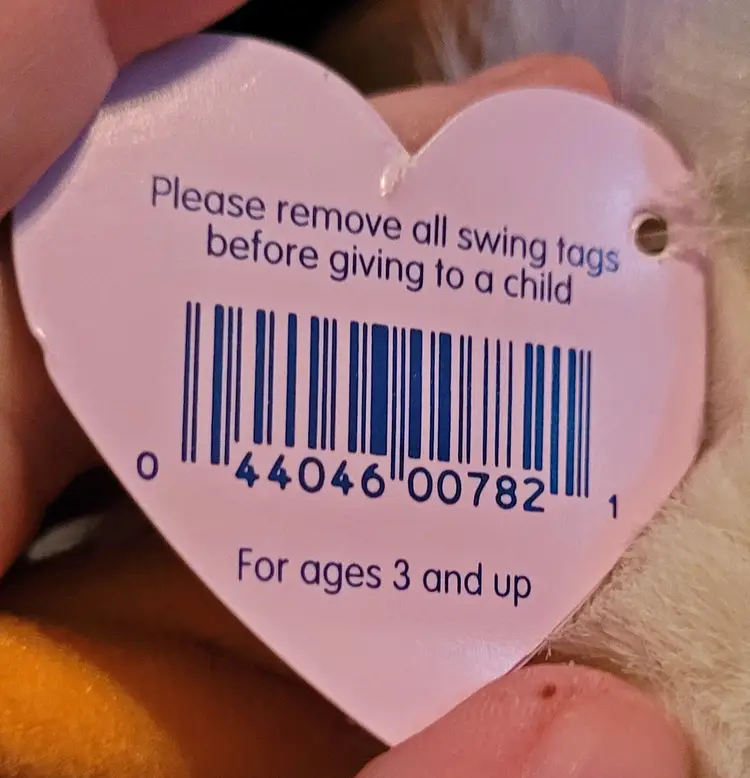 Please remove all swing tags
before giving to a child
0 44046 00782 1
For ages 3 and up